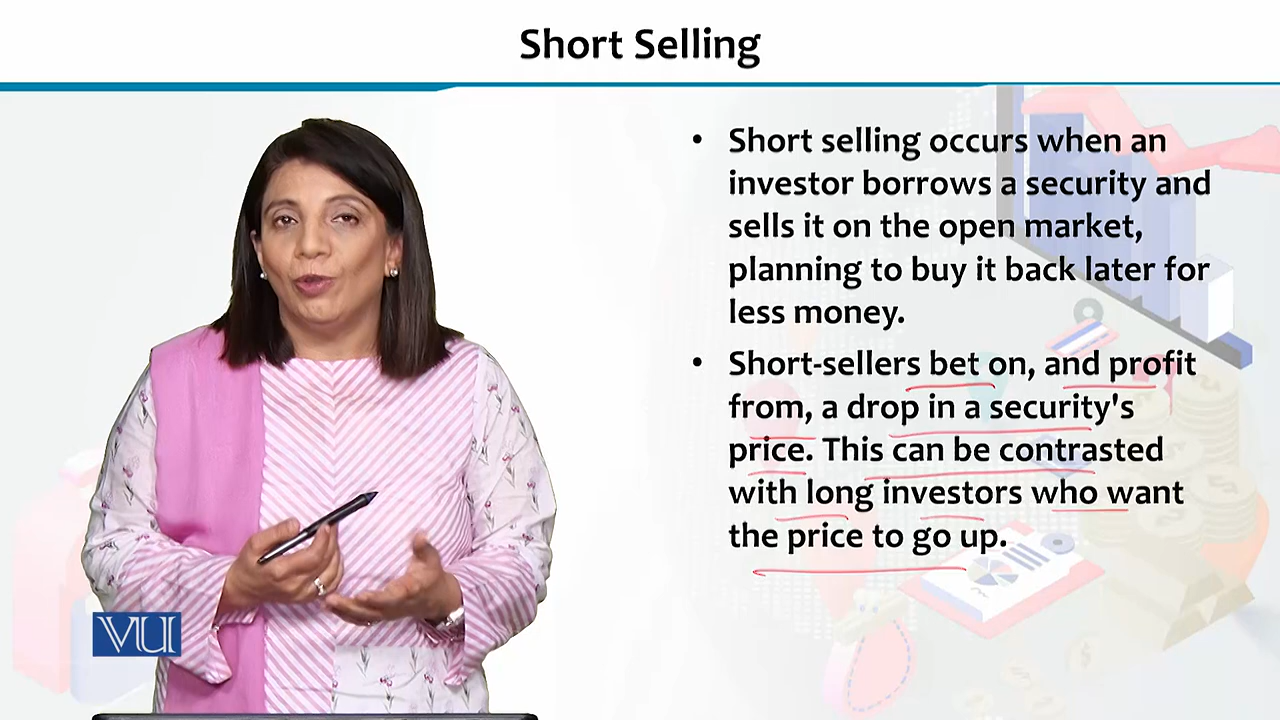 Short Selling
• Short selling occurs when an
investor borrows a security and
sells it on the open market,
planning to buy it back later for
less money.
• Short-sellers bet on, and profit
from, a drop in a security's
price. This can be contrasted
with long investors who want
the price to go up.
VU